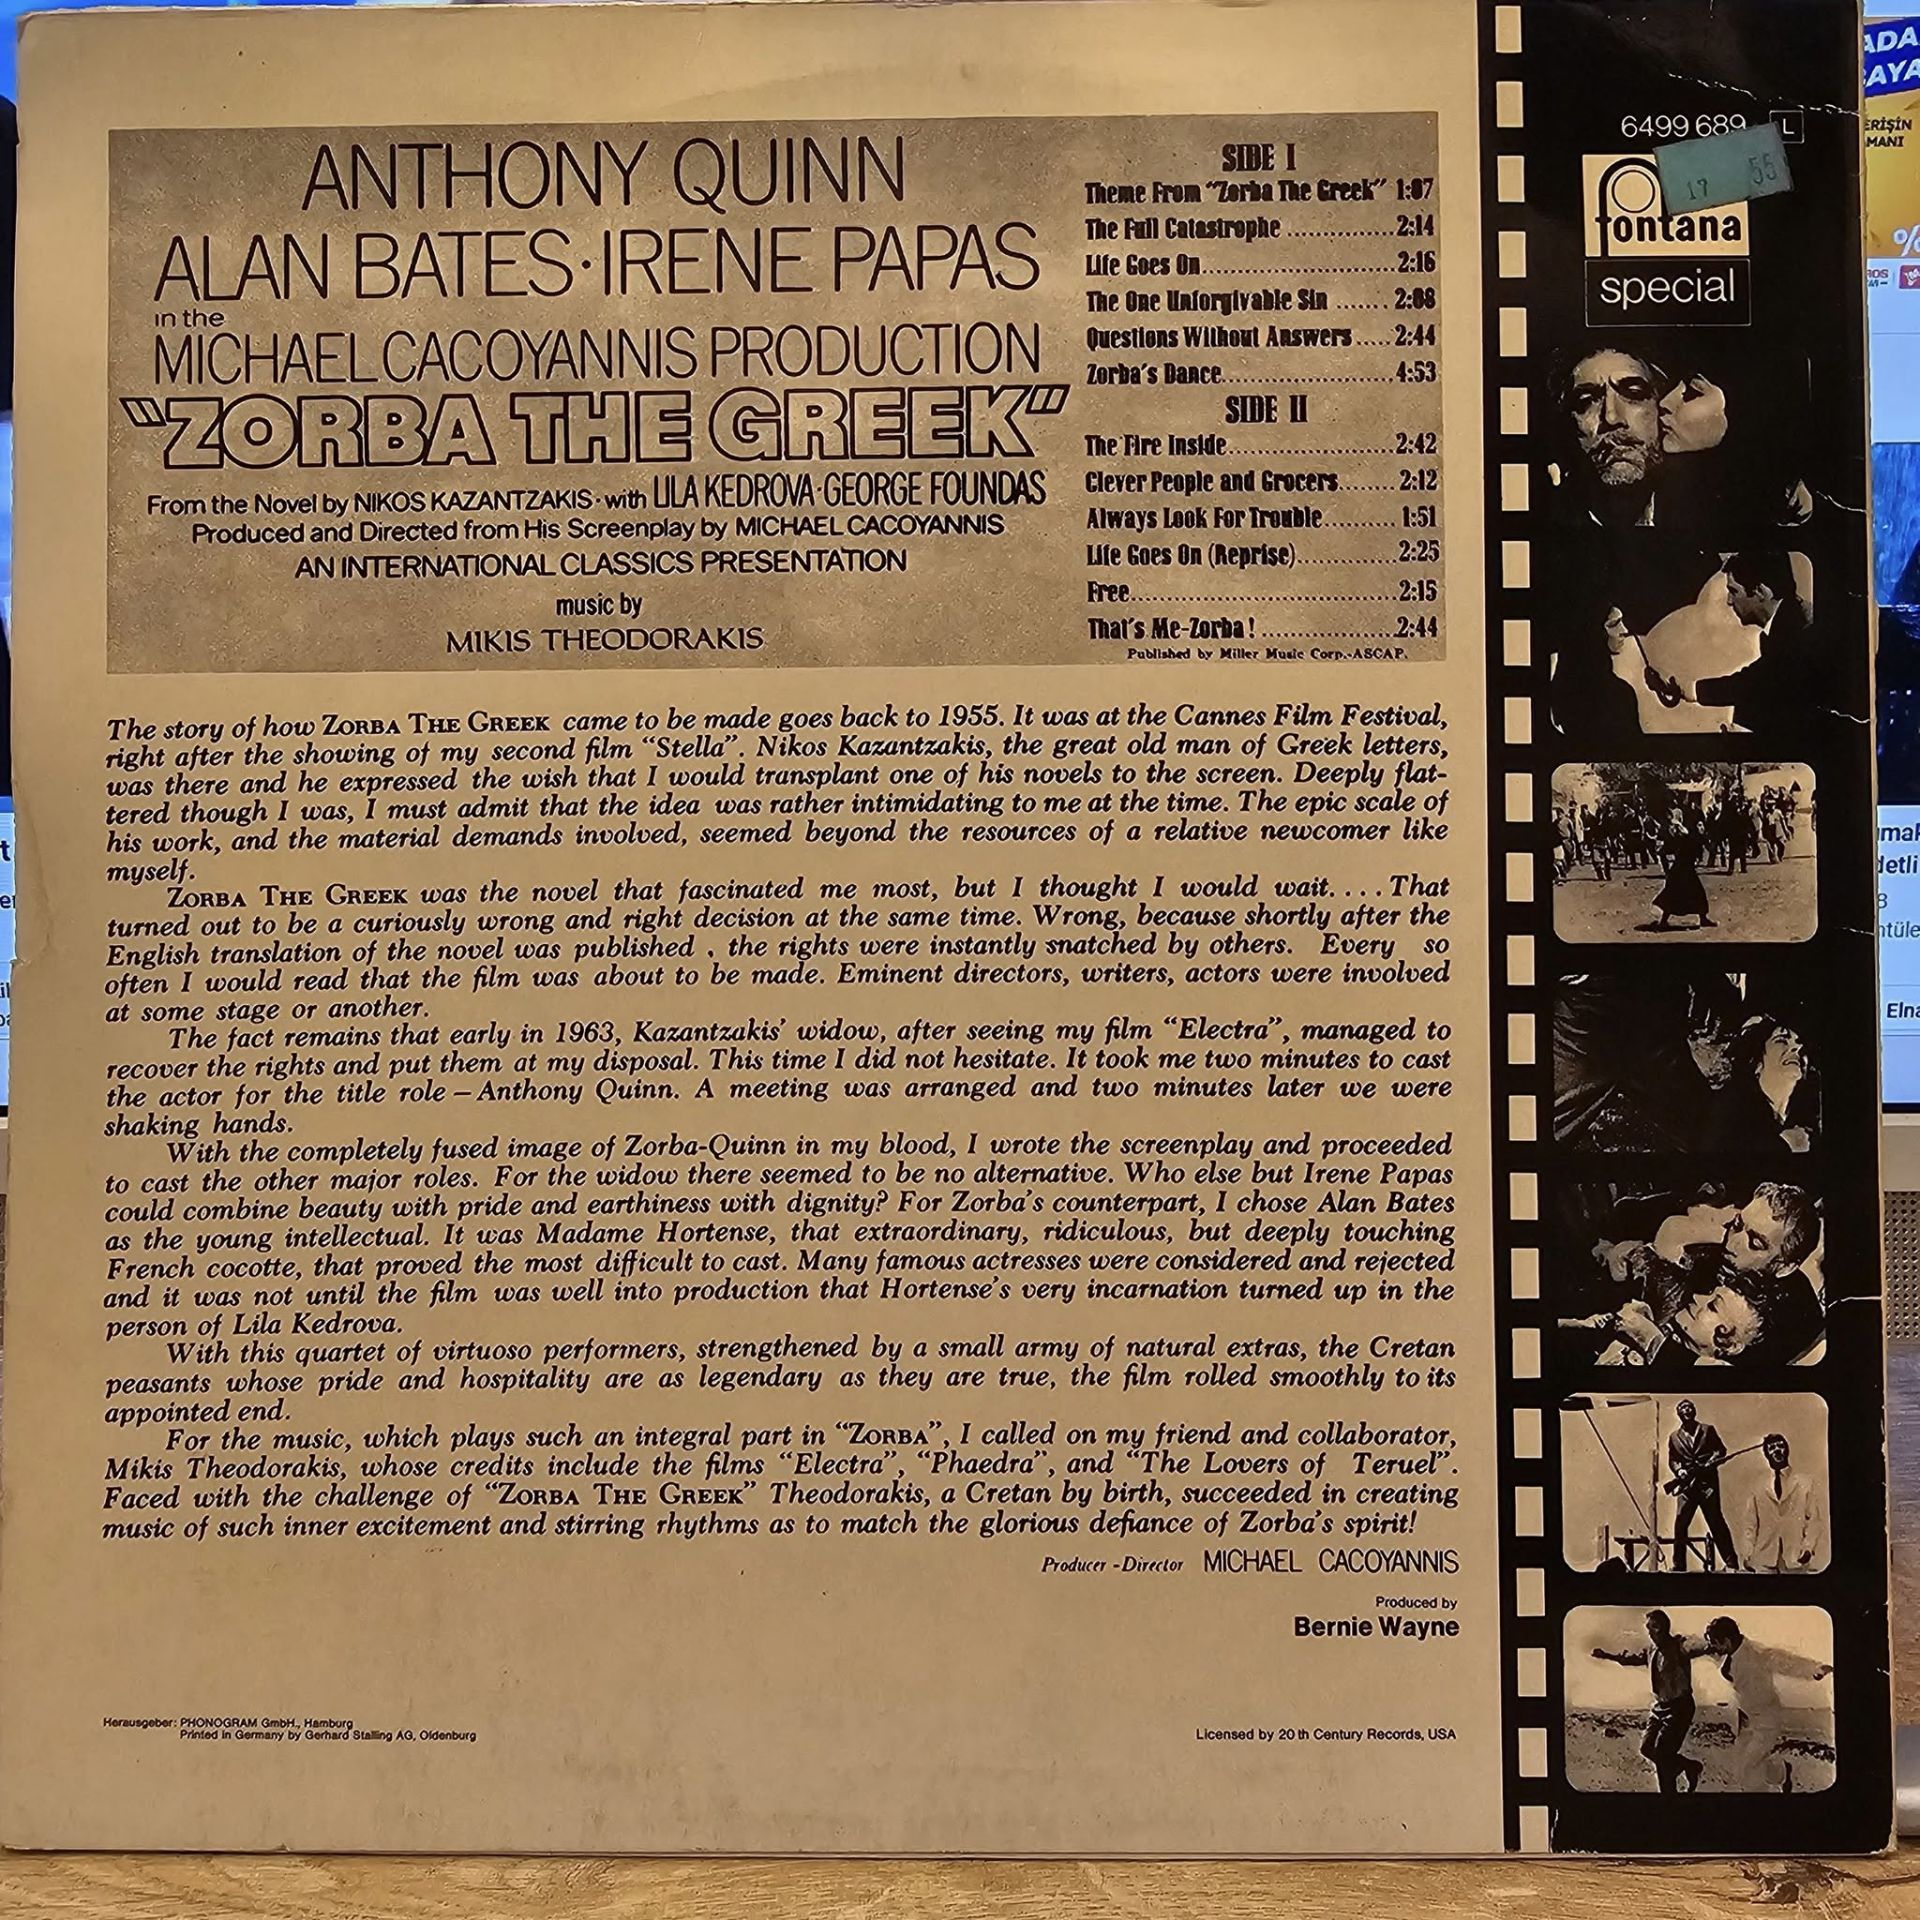 ANTHONY QUINN
ALAN BATES·IRENE PAPAS
in the
MICHAEL CACOYANNIS PRODUCTION
"ZORBA THE GREEK"
From the Novel by NIKOS KAZANTZAKIS·with LILA KEDROVA·GEORGE FOUNDAS
Produced and Directed from His Screenplay by MICHAEL CACOYANNIS
AN INTERNATIONAL CLASSICS PRESENTATION
music by
MIKIS THEODORAKIS
SIDE I
Theme From "Zorba The Greek" 1:07
The Full Catastrophe ............... 2:14
Life Goes On.......................... 2:16
The One Unforgivable Sin ....... 2:08
Questions Without Answers..... 2:44
Zorba's Dance....................... 4:53
SIDE II
The Fire Inside...................... 2:42
Clever People and Grocers........ 2:12
Always Look For Trouble.......... 1:51
Life Goes On (Reprise)............. 2:25
Free..................................... 2:15
That's Me-Zorba! ................... 2:44
Published by Miller Music Corp.-ASCAP.
6499 689 L
17 55
fontana
special
The story of how ZORBA THE GREEK came to be made goes back to 1955. It was at the Cannes Film Festival,
right after the showing of my second film "Stella". Nikos Kazantzakis, the great old man of Greek letters,
was there and he expressed the wish that I would transplant one of his novels to the screen. Deeply flat-
tered though I was, I must admit that the idea was rather intimidating to me at the time. The epic scale of
his work, and the material demands involved, seemed beyond the resources of a relative newcomer like
myself.
ZORBA THE GREEK was the novel that fascinated me most, but I thought I would wait.... That
turned out to be a curiously wrong and right decision at the same time. Wrong, because shortly after the
English translation of the novel was published , the rights were instantly snatched by others. Every so
often I would read that the film was about to be made. Eminent directors, writers, actors were involved
at some stage or another.
The fact remains that early in 1963, Kazantzakis' widow, after seeing my film "Electra", managed to
recover the rights and put them at my disposal. This time I did not hesitate. It took me two minutes to cast
the actor for the title role – Anthony Quinn. A meeting was arranged and two minutes later we were
shaking hands.
With the completely fused image of Zorba-Quinn in my blood, I wrote the screenplay and proceeded
to cast the other major roles. For the widow there seemed to be no alternative. Who else but Irene Papas
could combine beauty with pride and earthiness with dignity? For Zorba's counterpart, I chose Alan Bates
as the young intellectual. It was Madame Hortense, that extraordinary, ridiculous, but deeply touching
French cocotte, that proved the most difficult to cast. Many famous actresses were considered and rejected
and it was not until the film was well into production that Hortense's very incarnation turned up in the
person of Lila Kedrova.
With this quartet of virtuoso performers, strengthened by a small army of natural extras, the Cretan
peasants whose pride and hospitality are as legendary as they are true, the film rolled smoothly to its
appointed end.
For the music, which plays such an integral part in "ZORBA", I called on my friend and collaborator,
Mikis Theodorakis, whose credits include the films "Electra", "Phaedra", and "The Lovers of Teruel".
Faced with the challenge of "ZORBA THE GREEK" Theodorakis, a Cretan by birth, succeeded in creating
music of such inner excitement and stirring rhythms as to match the glorious defiance of Zorba's spirit!
Producer-Director MICHAEL CACOYANNIS
Produced by
Bernie Wayne
Herausgeber: PHONOGRAM GmbH., Hamburg
Printed in Germany by Gerhard Stalling AG, Oldenburg
Licensed by 20 th Century Records, USA